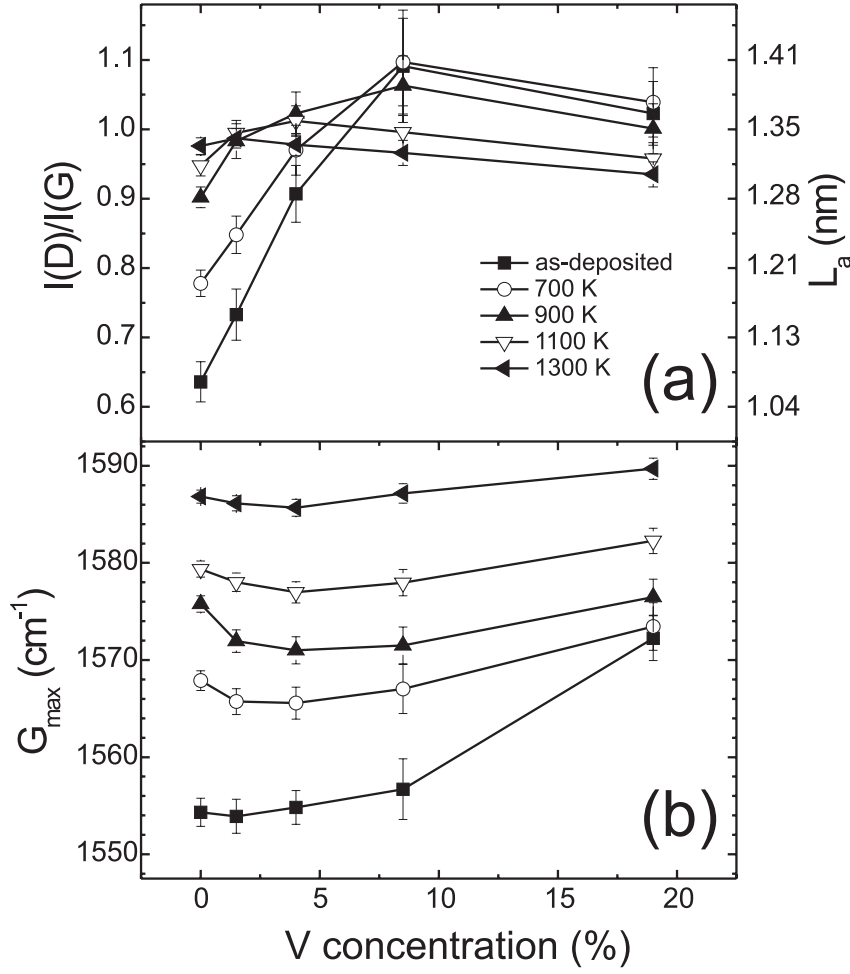 I(D)/I(G)
1.1
1.0
0.9
0.8
0.7
0.6
1.41
1.35
1.28
1.21
1.13
1.04
L_a (nm)
as-deposited
700 K
900 K
1100 K
1300 K
(a)
G_max (cm^-1)
1590
1580
1570
1560
1550
(b)
0 5 10 15 20
V concentration (%)